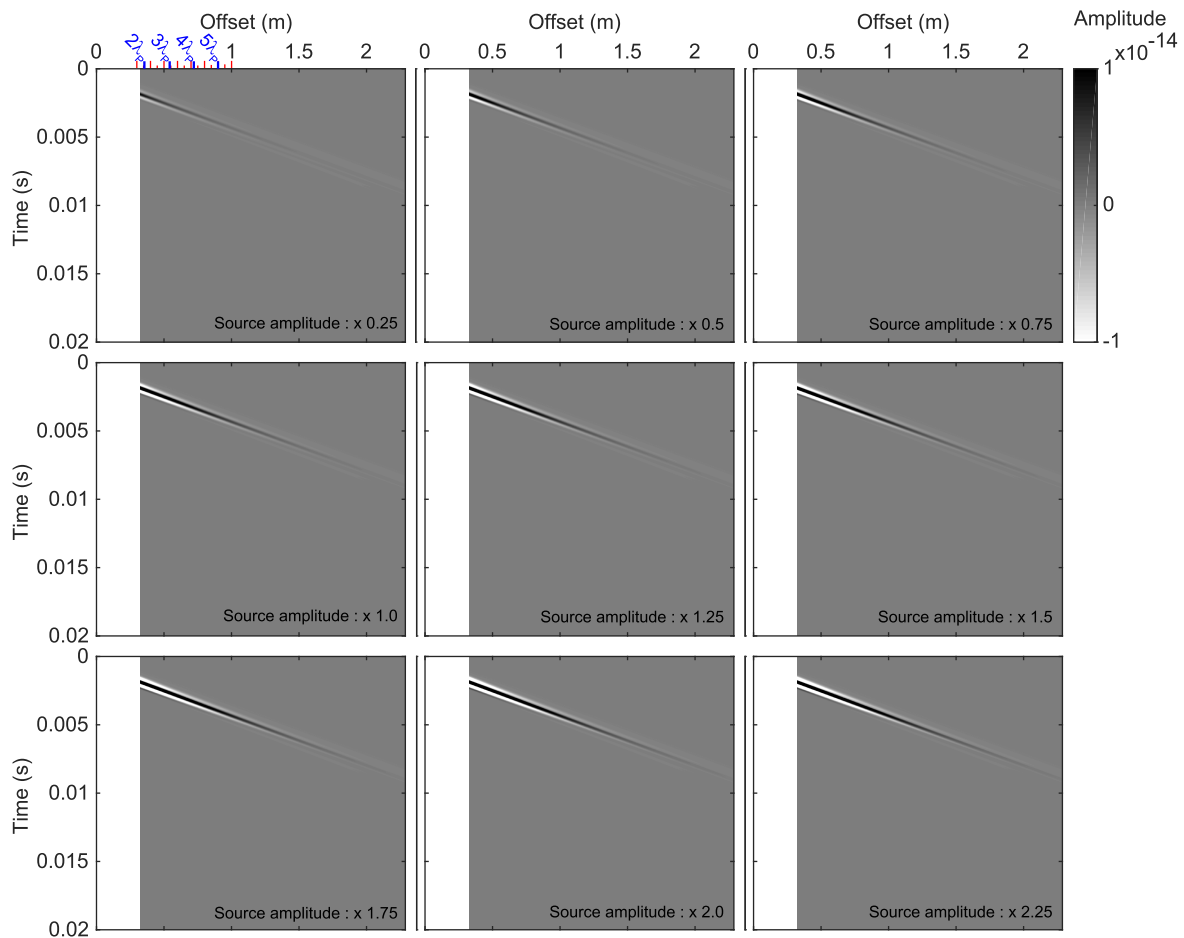 Offset (m) Offset (m) Offset (m) Amplitude
0 2λp 3λp 4λp 5λp 1 2 0 0.5 1 1.5 2 0 0.5 1 1.5 2 1 x10-14
0
0.005
Time (s)
0.01 0
0.015
Source amplitude : x 0.25 Source amplitude : x 0.5 Source amplitude : x 0.75
0.02 -1
0
0.005
Time (s)
0.01
0.015
Source amplitude : x 1.0 Source amplitude : x 1.25 Source amplitude : x 1.5
0.02
0
0.005
Time (s)
0.01
0.015
Source amplitude : x 1.75 Source amplitude : x 2.0 Source amplitude : x 2.25
0.02